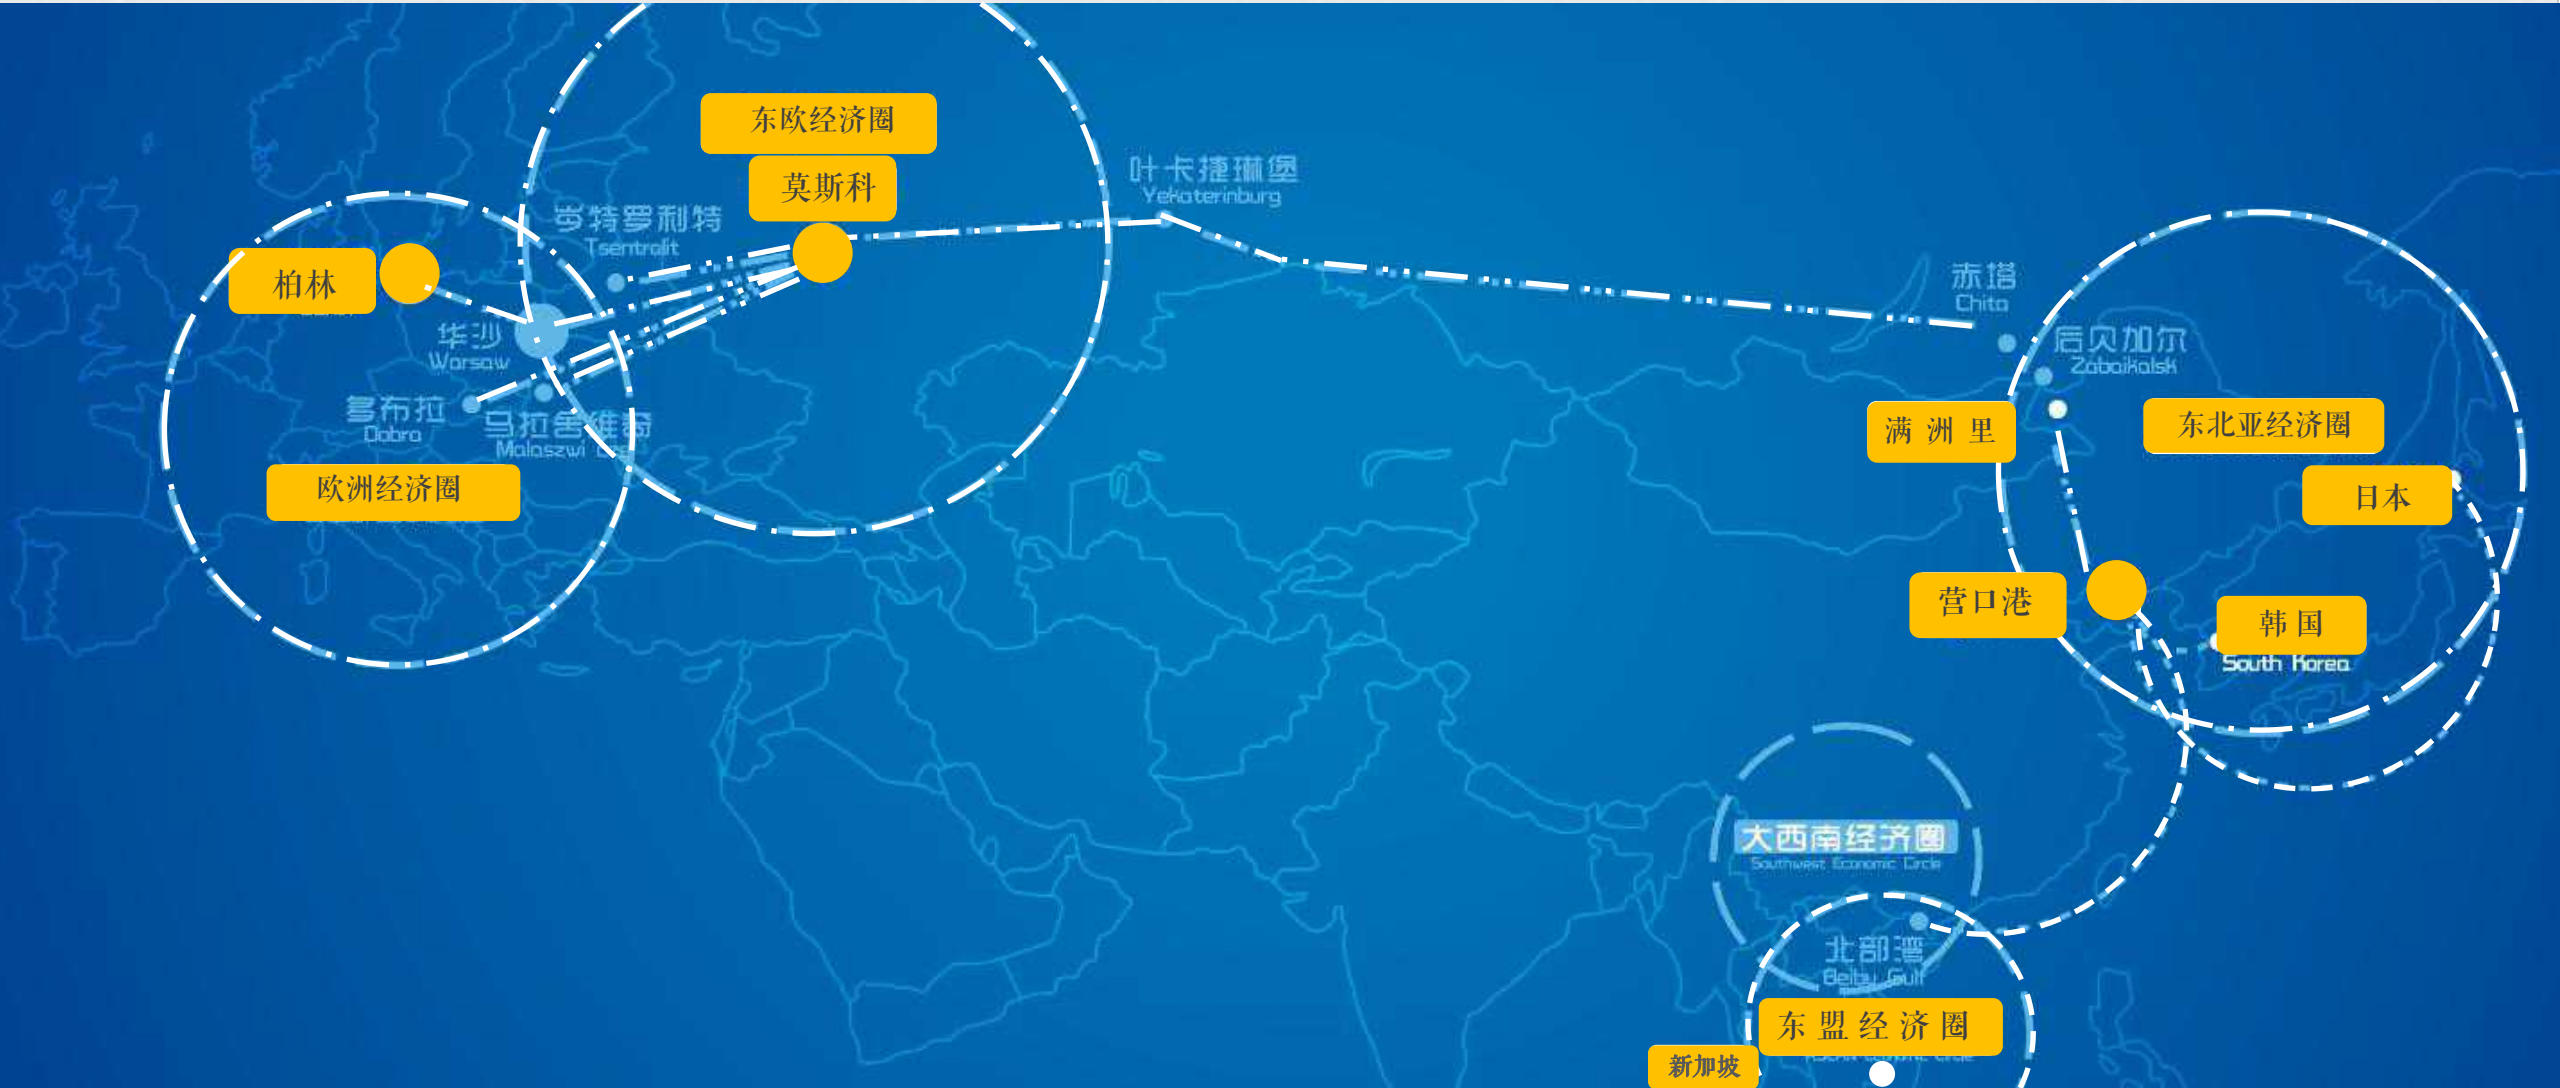 东欧经济圈
莫斯科
叶卡捷琳堡
Yekaterinburg
岑特罗利特
Tsentralit
柏林
华沙
Warsaw
多布拉
Dobra
马拉舍维奇
Malaszwi
欧洲经济圈
赤塔
Chita
后贝加尔
Zabaikalsk
满洲里
东北亚经济圈
日本
营口港
韩国
South Korea
大西南经济圈
Southwest Economic Circle
北部湾
Beibu Gulf
东盟经济圈
新加坡